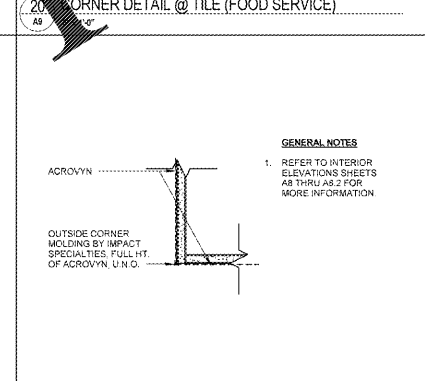 20 CORNER DETAIL @ TILE (FOOD SERVICE)
A9
GENERAL NOTES
1. REFER TO INTERIOR
ELEVATIONS SHEETS
A8 THRU A8.2 FOR
MORE INFORMATION
ACROVYN
OUTSIDE CORNER
MOLDING BY IMPACT
SPECIALTIES, FULL HT.
OF ACROVYN, U.N.O.